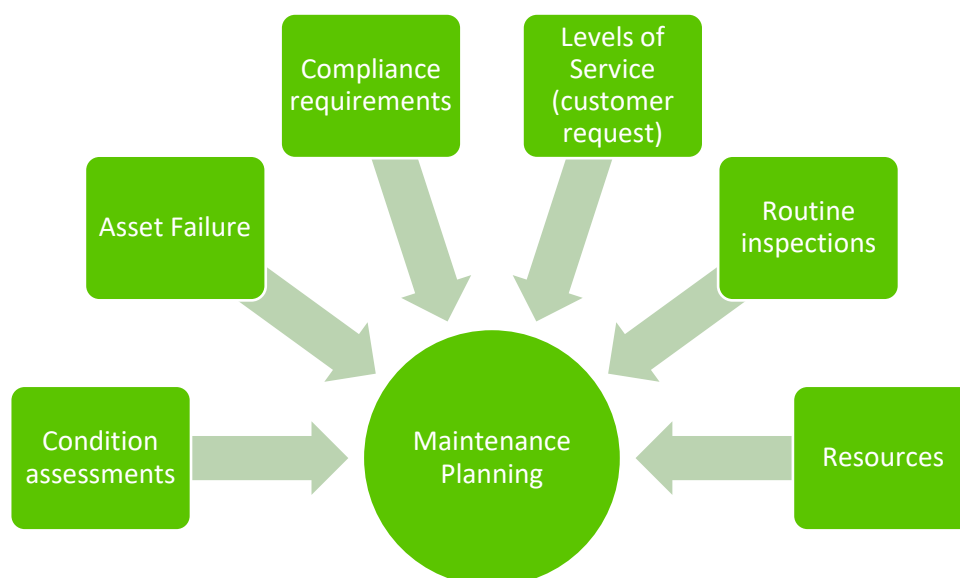 Compliance
requirements
Levels of
Service
(customer
request)
Asset Failure
Routine
inspections
Condition
assessments
Maintenance
Planning
Resources